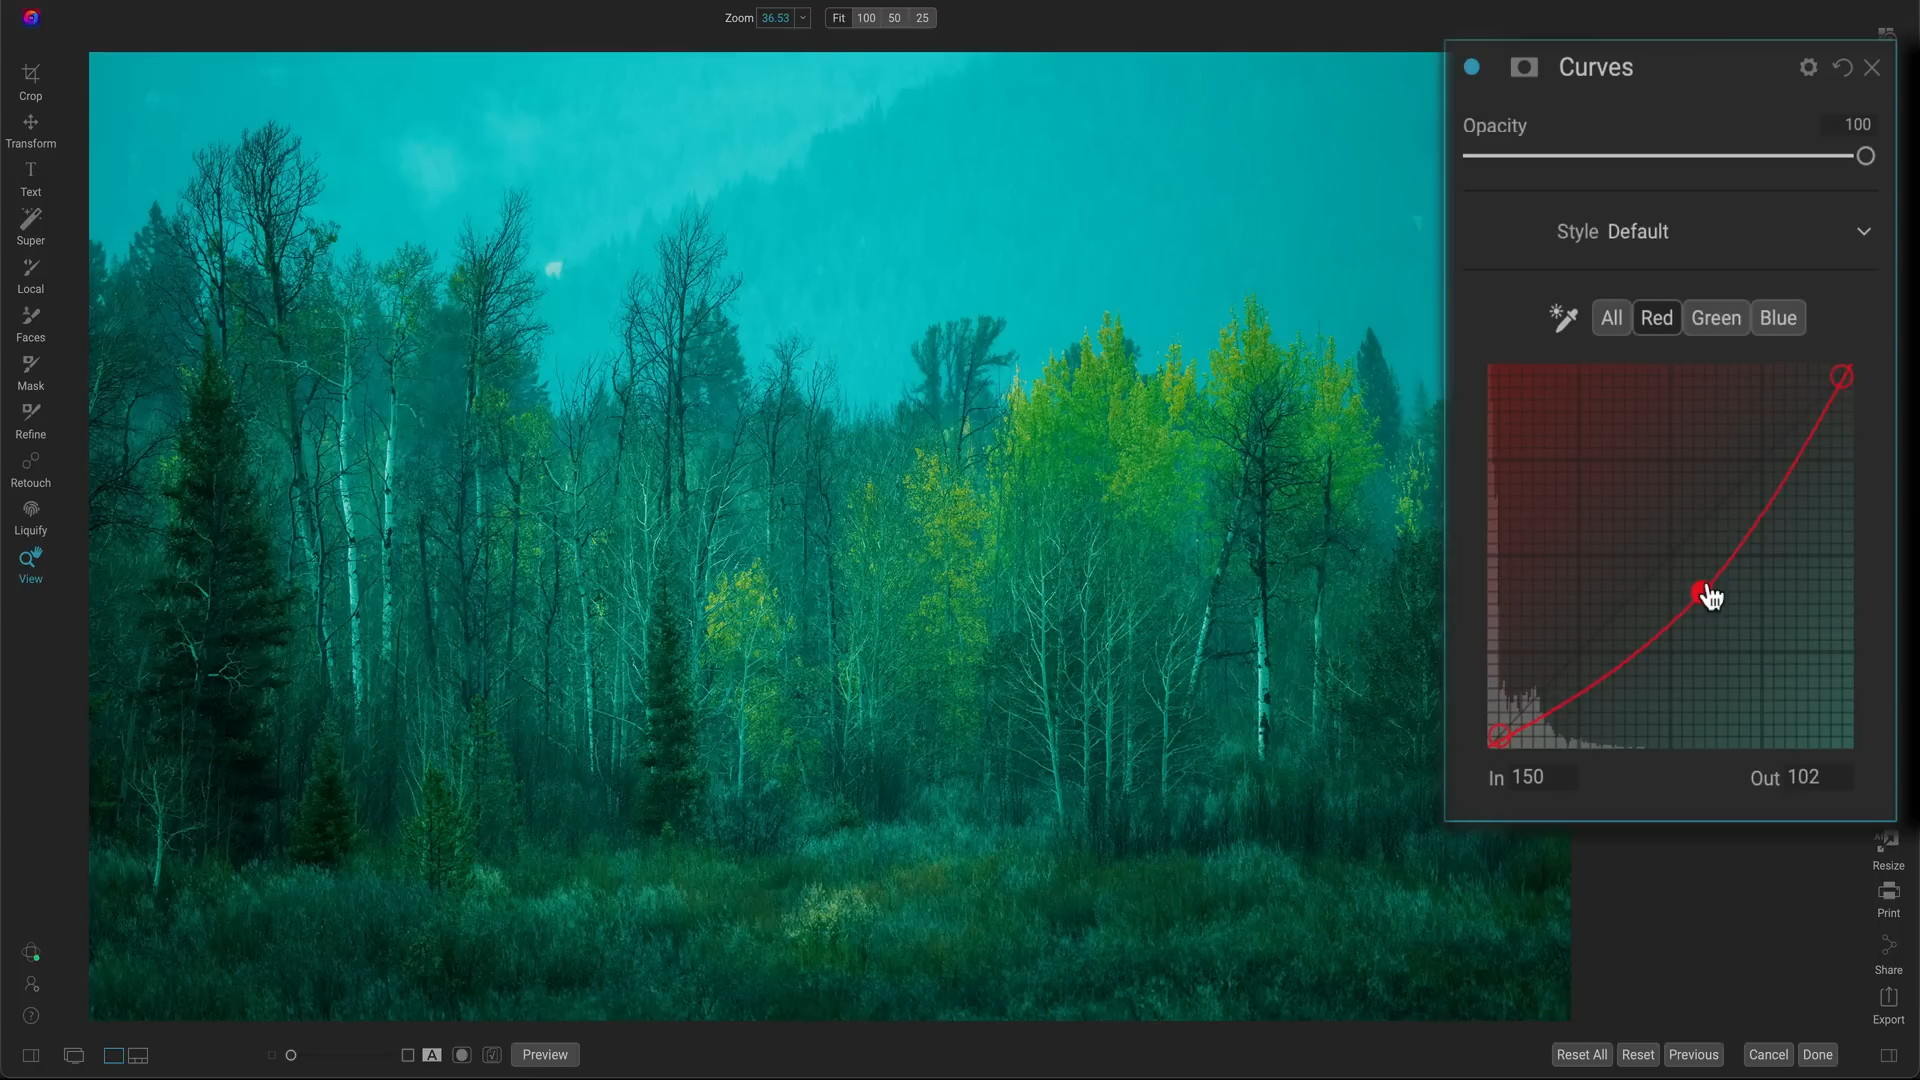 Zoom 36.53 Fit 100 50 25
Crop
Transform
Text
Super
Local
Faces
Mask
Refine
Retouch
Liquify
View
Curves
Opacity 100
Style Default
All Red Green Blue
In 150 Out 102
Resize
Print
Share
Export
A Preview Reset All Reset Previous Cancel Done